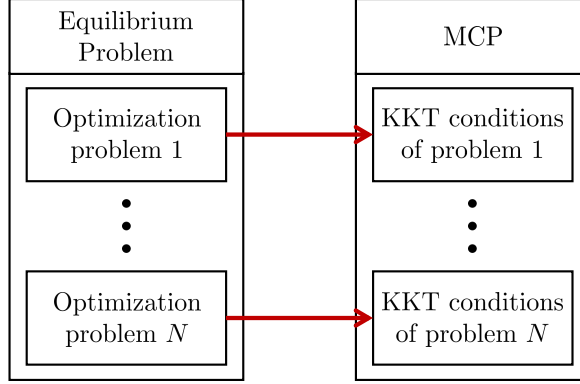 Equilibrium
Problem
MCP
Optimization
problem 1
KKT conditions
of problem 1
Optimization
problem N
KKT conditions
of problem N